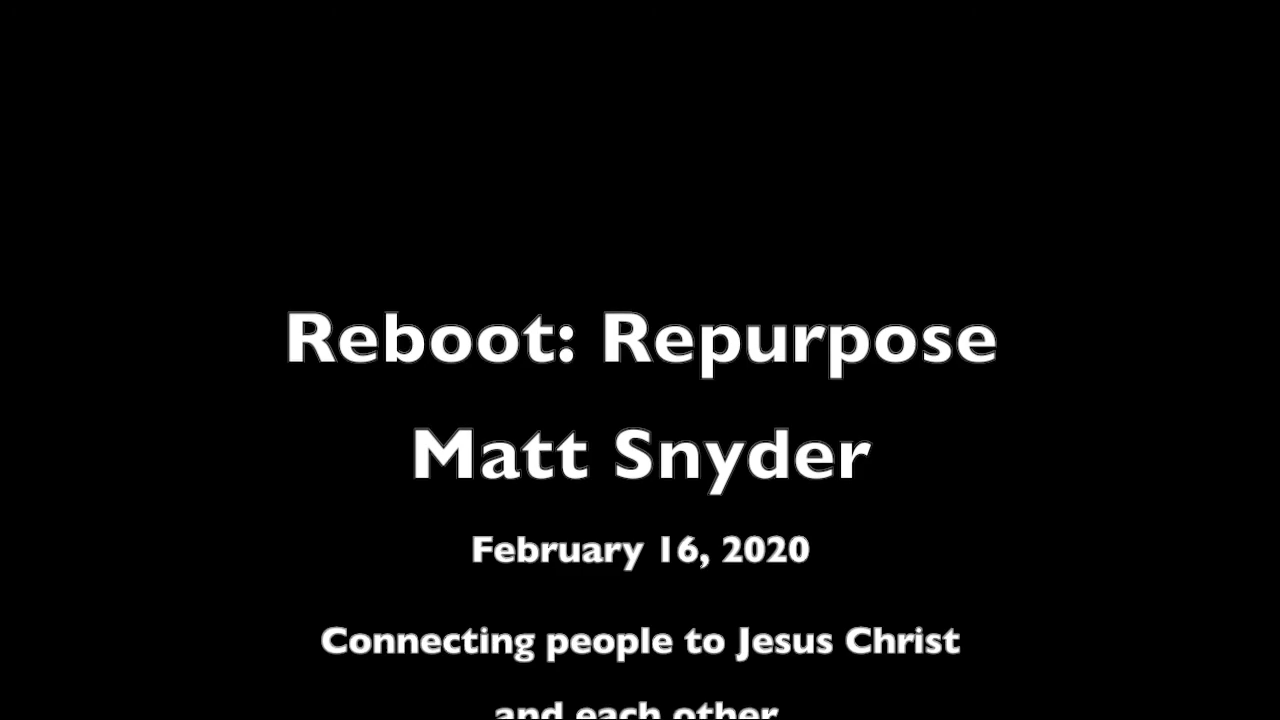 Reboot: Repurpose
Matt Snyder
February 16, 2020
Connecting people to Jesus Christ
and each other